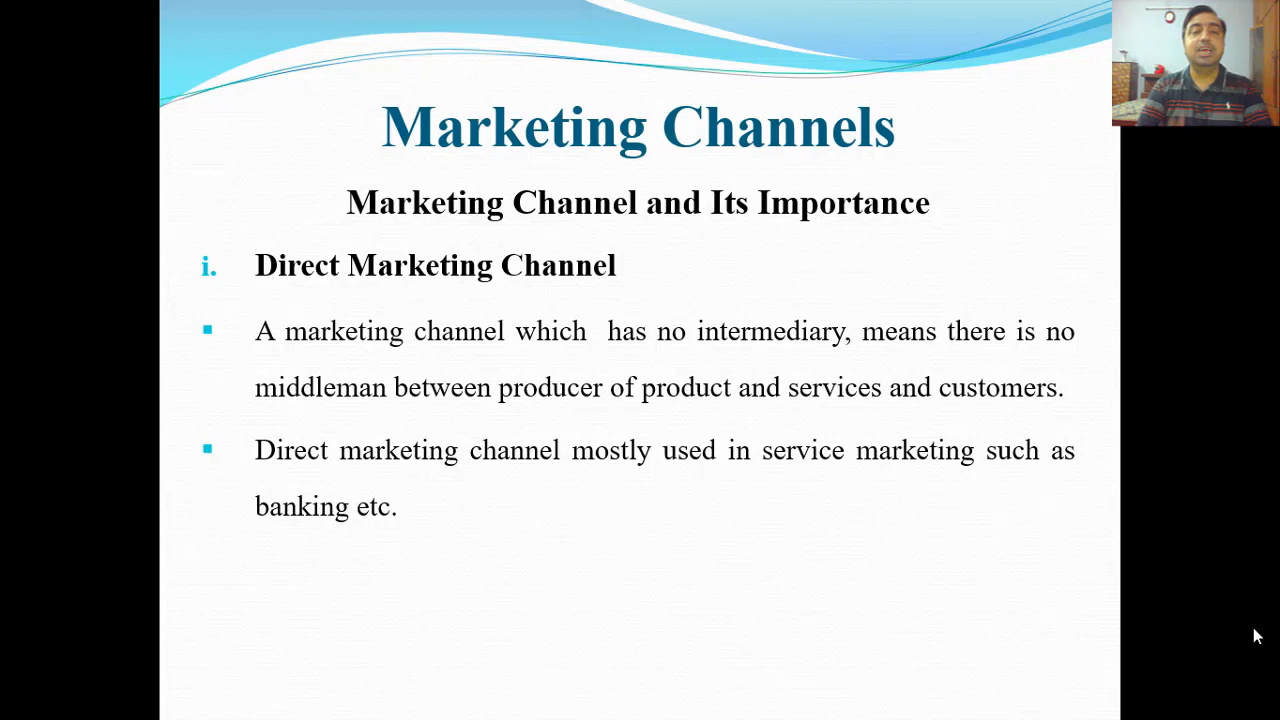 Marketing Channels
Marketing Channel and Its Importance
i. Direct Marketing Channel
▪ A marketing channel which has no intermediary, means there is no
middleman between producer of product and services and customers.
▪ Direct marketing channel mostly used in service marketing such as
banking etc.